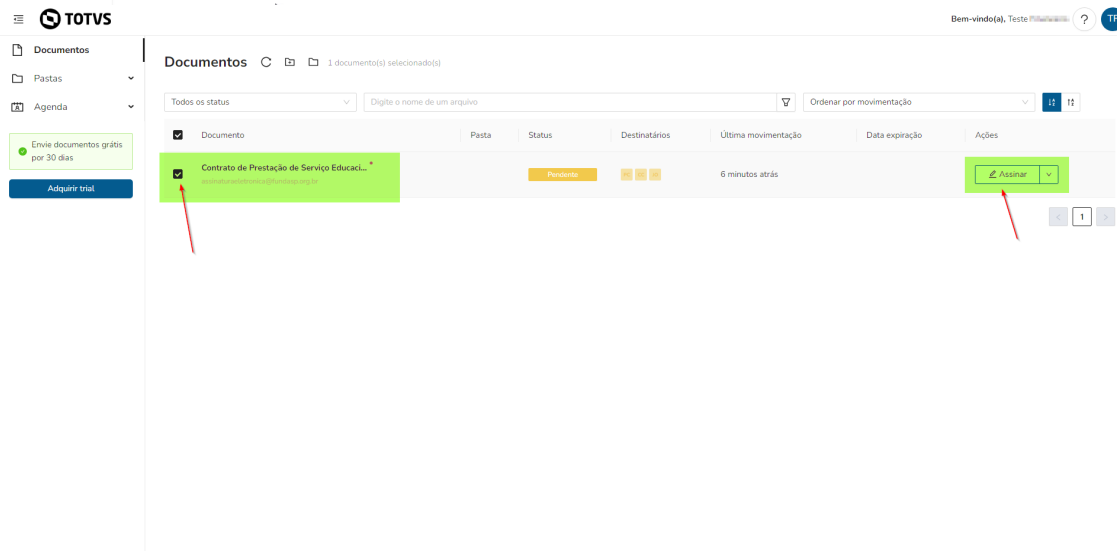 TOTVS
Bem-vindo(a), Teste
?
TF
Documentos
Pastas
Agenda
Envie documentos grátis
por 30 dias
Adquirir trial
Documentos
1 documento(s) selecionado(s)
Todos os status
Digite o nome de um arquivo
Ordenar por movimentação
Documento
Pasta
Status
Destinatários
Última movimentação
Data expiração
Ações
Contrato de Prestação de Serviço Educaci... *
Pendente
6 minutos atrás
Assinar
< 1 >